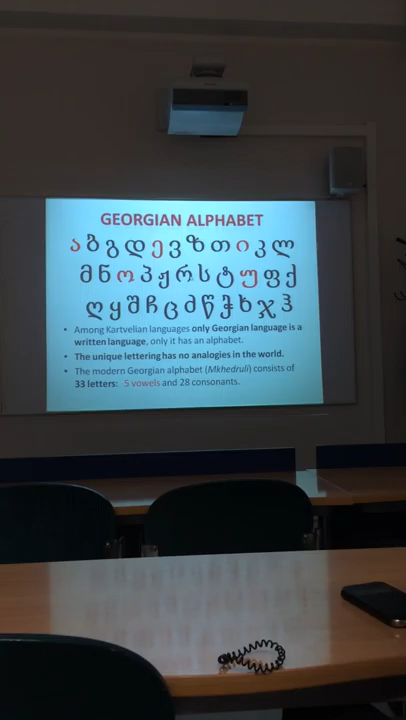 GEORGIAN ALPHABET
ა ბ გ დ ე ვ ზ თ ი კ ლ
მ ნ ო პ ჟ რ ს ტ უ ფ ქ
ღ ყ შ ჩ ც ძ წ ჭ ხ ჯ ჰ
• Among Kartvelian languages only Georgian language is a
written language, only it has an alphabet.
• The unique lettering has no analogies in the world.
• The modern Georgian alphabet (Mkhedruli) consists of
33 letters: 5 vowels and 28 consonants.